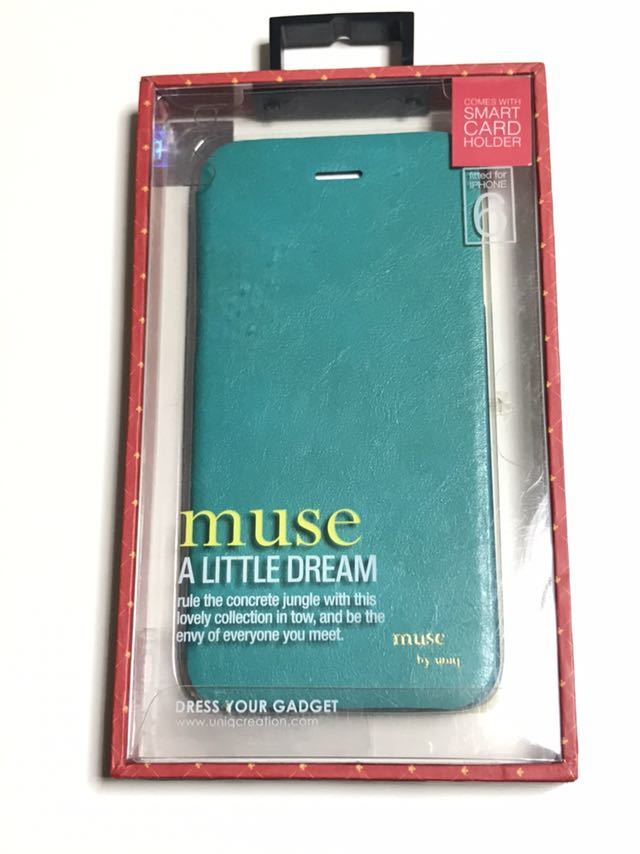 COMES WITH
SMART
CARD
HOLDER
fitted for
IPHONE
6
muse
A LITTLE DREAM
rule the concrete jungle with this
lovely collection in tow, and be the
envy of everyone you meet.
muse
by uniq
DRESS YOUR GADGET
www.uniqcreation.com